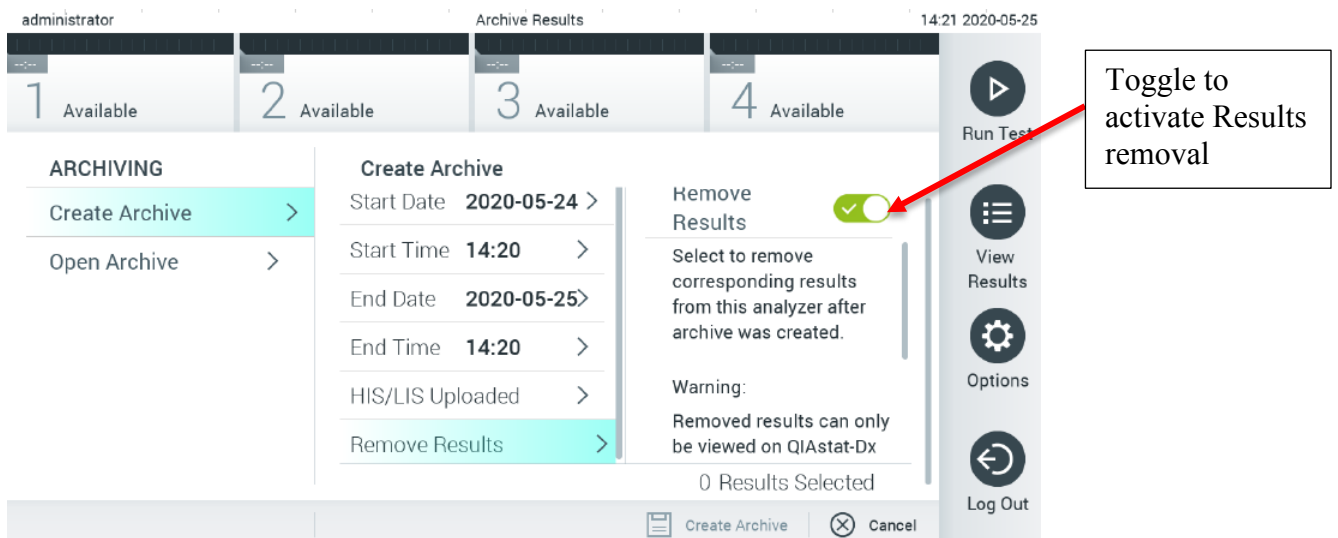 administrator
Archive Results
14:21 2020-05-25
--:--
1 Available
--:--
2 Available
--:--
3 Available
--:--
4 Available
Run Test
View
Results
Options
Log Out
ARCHIVING
Create Archive
Open Archive
Create Archive
Start Date 2020-05-24
Start Time 14:20
End Date 2020-05-25
End Time 14:20
HIS/LIS Uploaded
Remove Results
Remove
Results
Select to remove
corresponding results
from this analyzer after
archive was created.
Warning:
Removed results can only
be viewed on QIAstat-Dx
0 Results Selected
Create Archive
Cancel
Toggle to
activate Results
removal